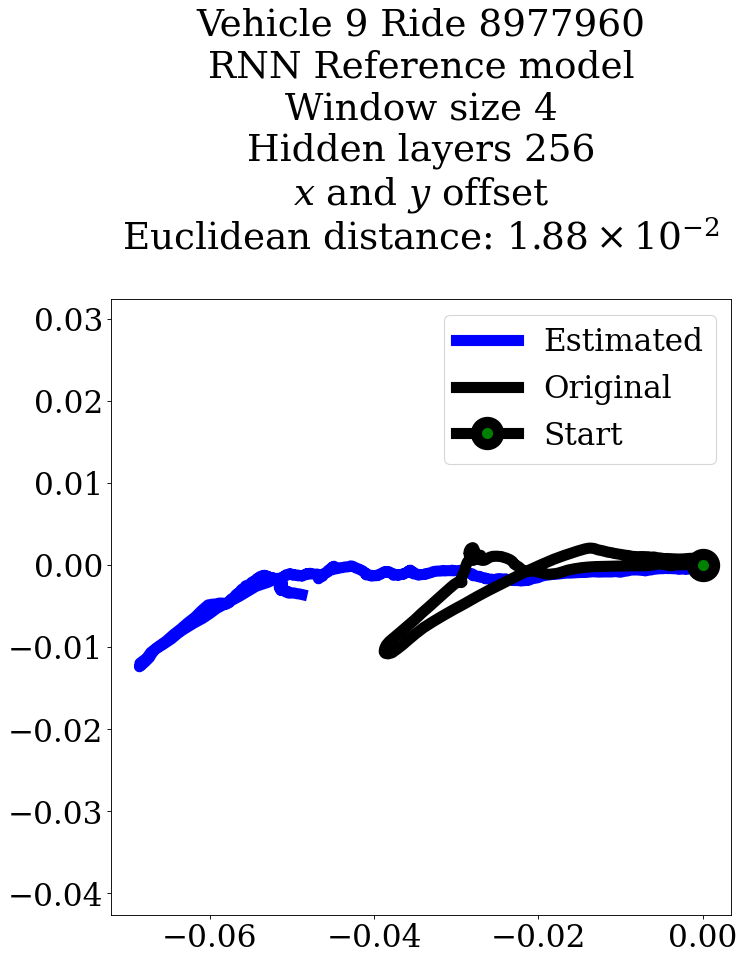 Vehicle 9 Ride 8977960
RNN Reference model
Window size 4
Hidden layers 256
x and y offset
Euclidean distance: 1.88 × 10⁻²
Estimated
Original
Start
0.03
0.02
0.01
0.00
−0.01
−0.02
−0.03
−0.04
−0.06 −0.04 −0.02 0.00